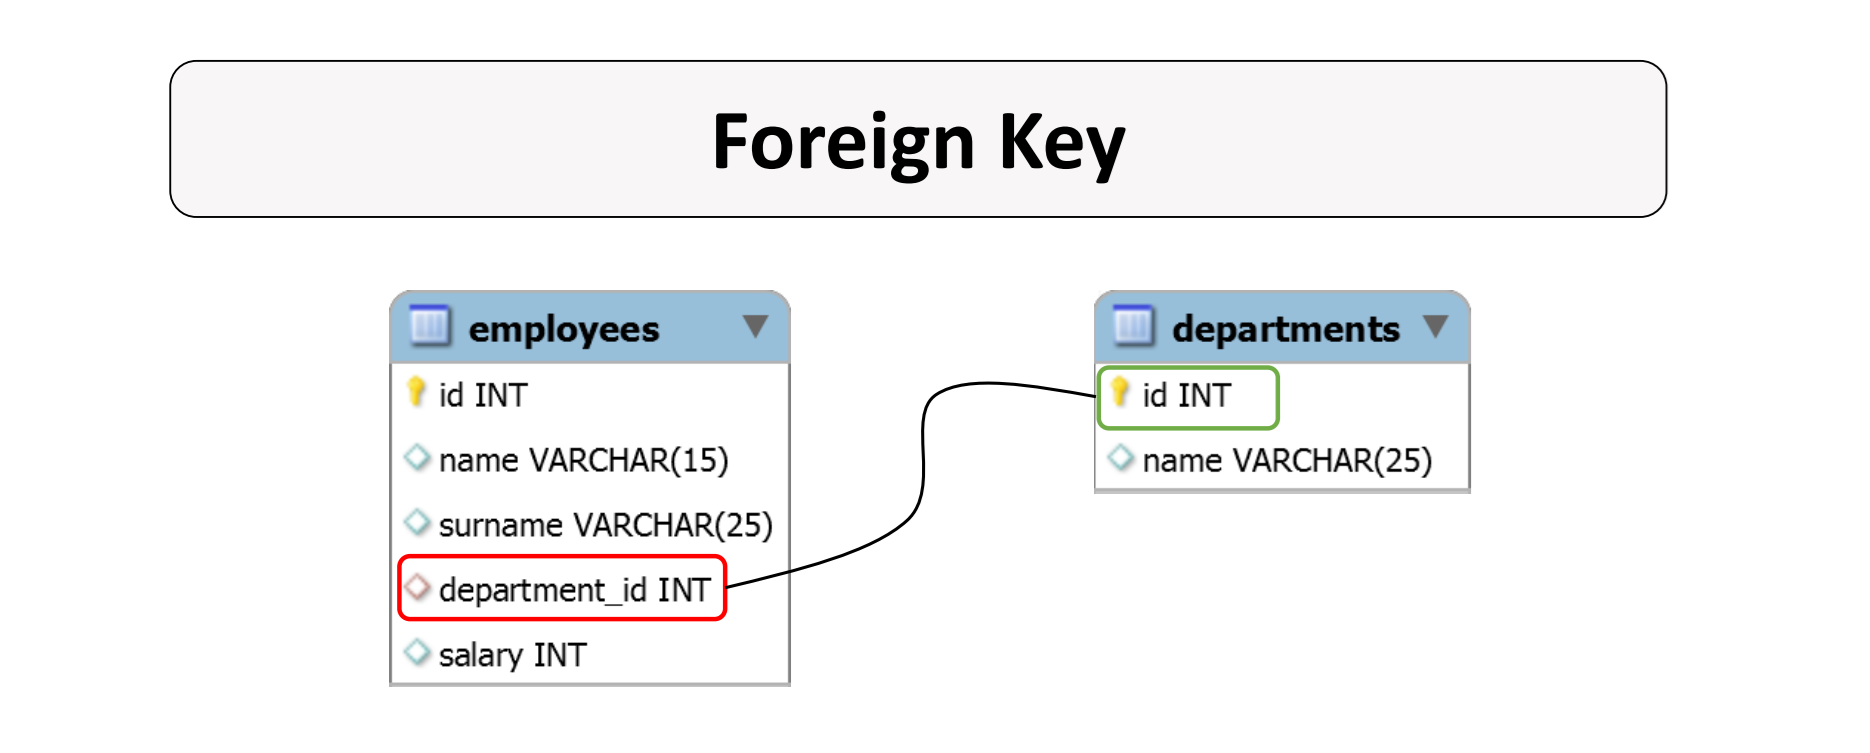 Foreign Key
employees
id INT
name VARCHAR(15)
surname VARCHAR(25)
department_id INT
salary INT
departments
id INT
name VARCHAR(25)